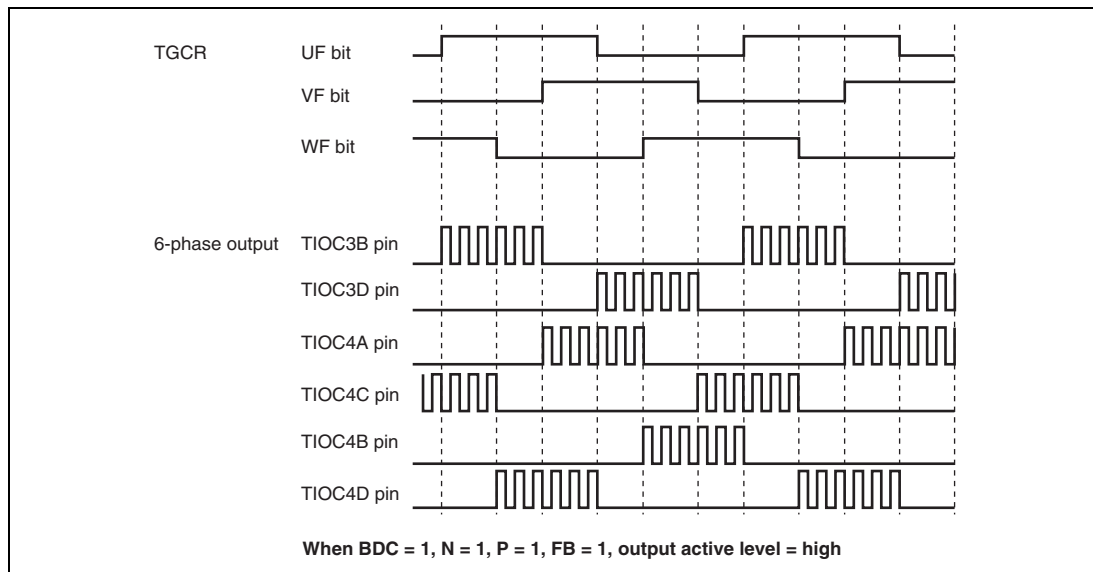 TGCR UF bit
VF bit
WF bit
6-phase output TIOC3B pin
TIOC3D pin
TIOC4A pin
TIOC4C pin
TIOC4B pin
TIOC4D pin
When BDC = 1, N = 1, P = 1, FB = 1, output active level = high